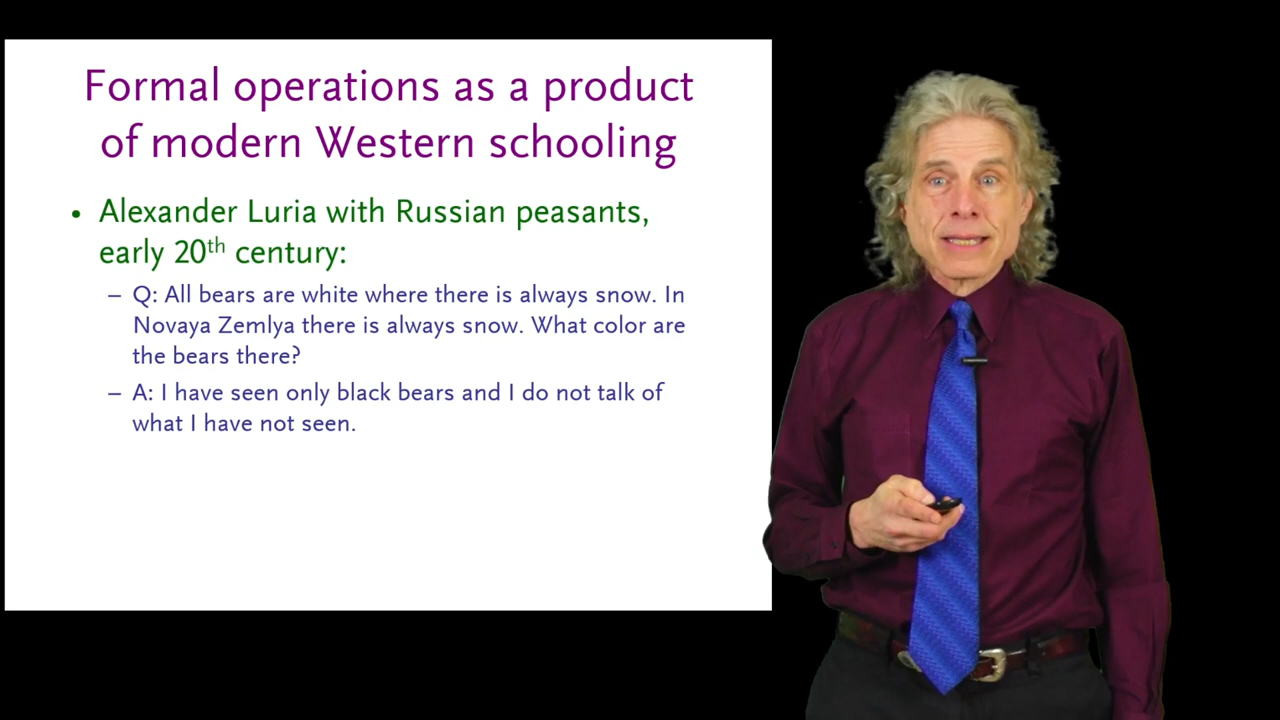 Formal operations as a product
of modern Western schooling
• Alexander Luria with Russian peasants,
early 20th century:
– Q: All bears are white where there is always snow. In
Novaya Zemlya there is always snow. What color are
the bears there?
– A: I have seen only black bears and I do not talk of
what I have not seen.